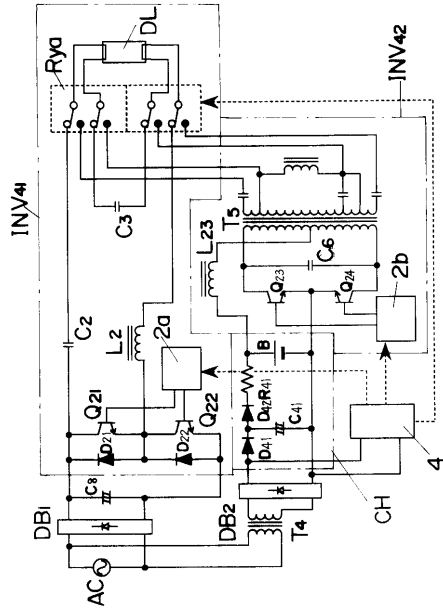 INV41
Rya
DL
C2
C3
L2
2a
Q21
D21
Q22
D22
C8
DB1
AC
INV42
T5
L23
C6
Q23
Q24
2b
B
R41
D42
C41
D41
DB2
T4
CH
4